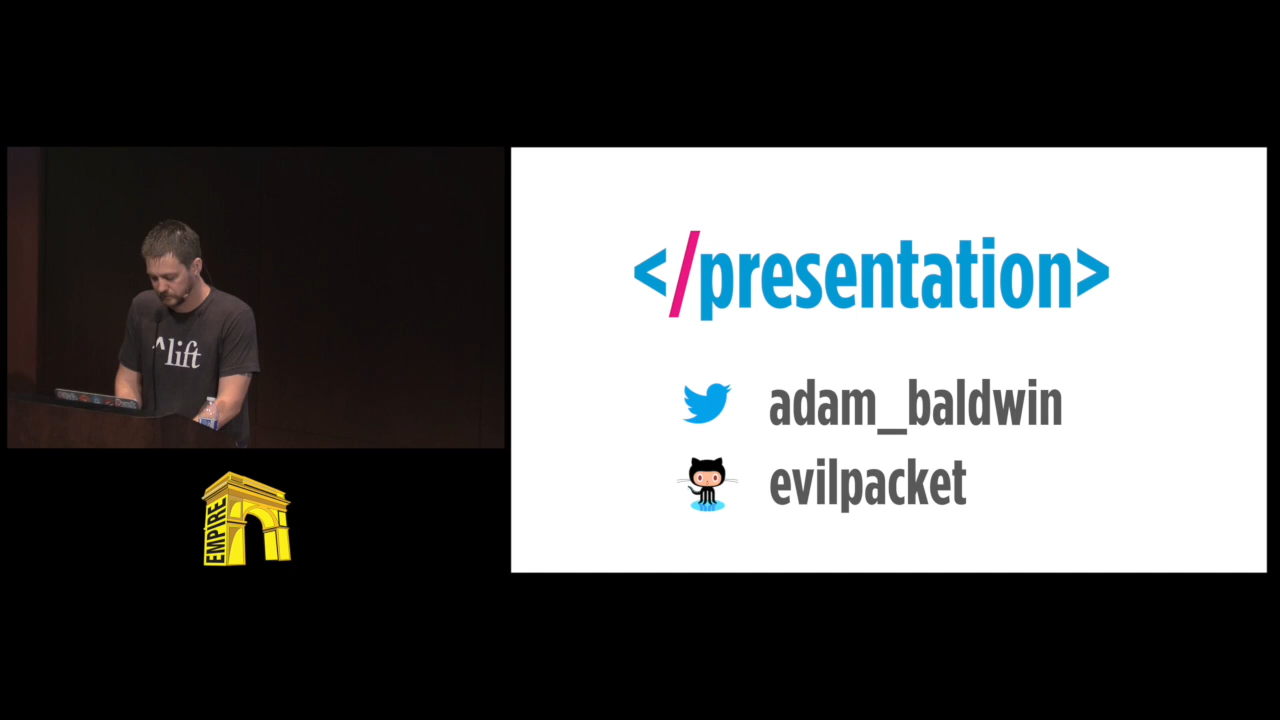 ^lift
EMPIRE
</presentation>
adam_baldwin
evilpacket